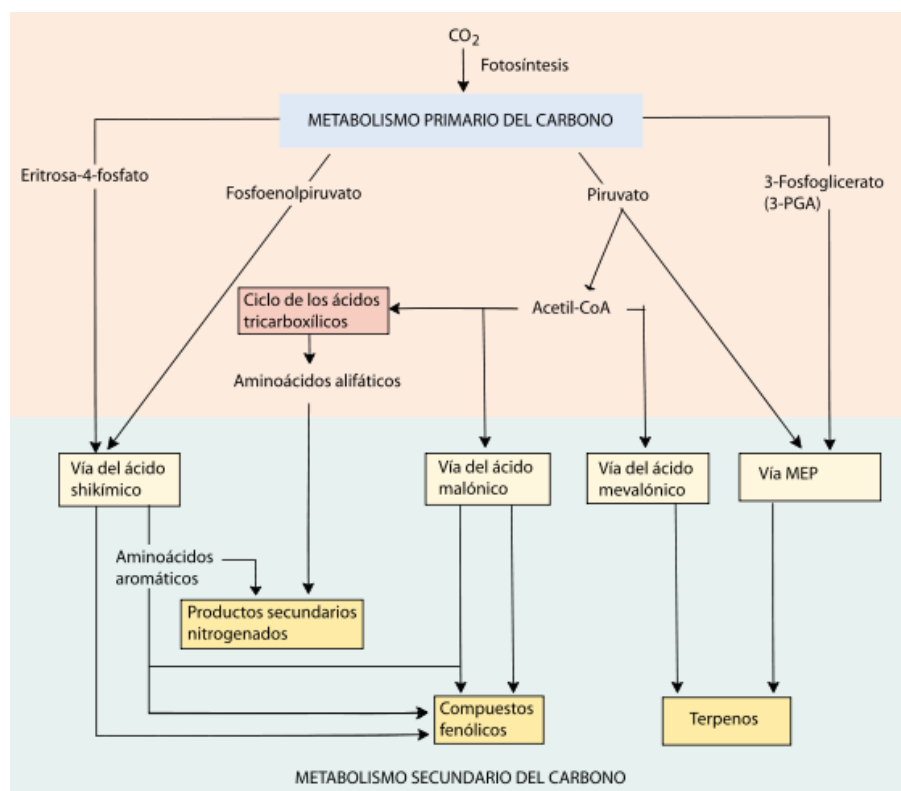 CO2
Fotosíntesis
METABOLISMO PRIMARIO DEL CARBONO
Eritrosa-4-fosfato
Fosfoenolpiruvato
Piruvato
3-Fosfoglicerato
(3-PGA)
Ciclo de los ácidos
tricarboxílicos
Acetil-CoA
Aminoácidos alifáticos
Vía del ácido
shikímico
Vía del ácido
malónico
Vía del ácido
mevalónico
Vía MEP
Aminoácidos
aromáticos
Productos secundarios
nitrogenados
Compuestos
fenólicos
Terpenos
METABOLISMO SECUNDARIO DEL CARBONO